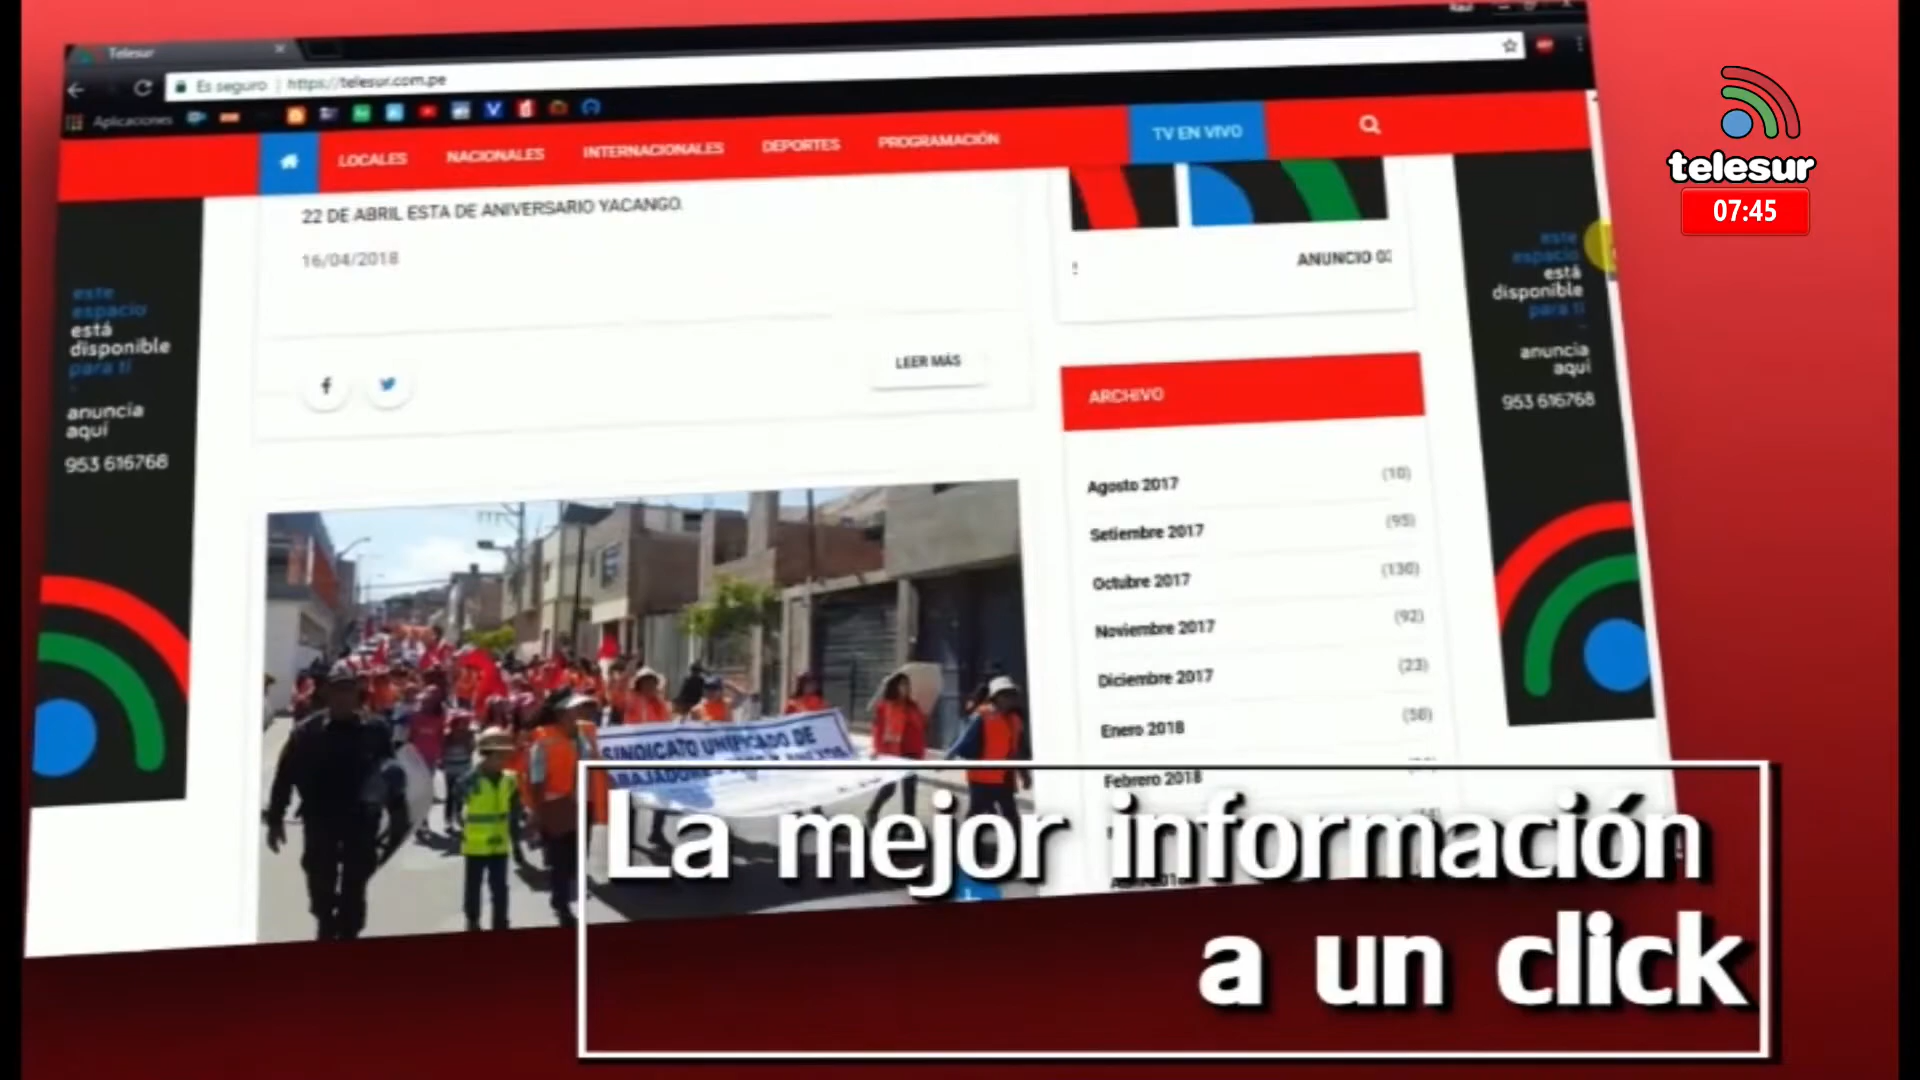 Telesur
Es seguro | https://telesur.com.pe
Aplicaciones
LOCALES
NACIONALES
INTERNACIONALES
DEPORTES
PROGRAMACIÓN
TV EN VIVO
telesur
07:45
22 DE ABRIL ESTA DE ANIVERSARIO YACANGO.
16/04/2018
ANUNCIO
LEER MÁS
este
espacio
está
disponible
para ti
anuncia
aquí
953 616768
este
espacio
está
disponible
para ti
anuncia
aquí
953 616768
ARCHIVO
Agosto 2017 (10)
Setiembre 2017 (95)
Octubre 2017 (130)
Noviembre 2017 (92)
Diciembre 2017 (23)
Enero 2018 (50)
Febrero 2018
SINDICATO UNIFICADO DE
La mejor información
a un click